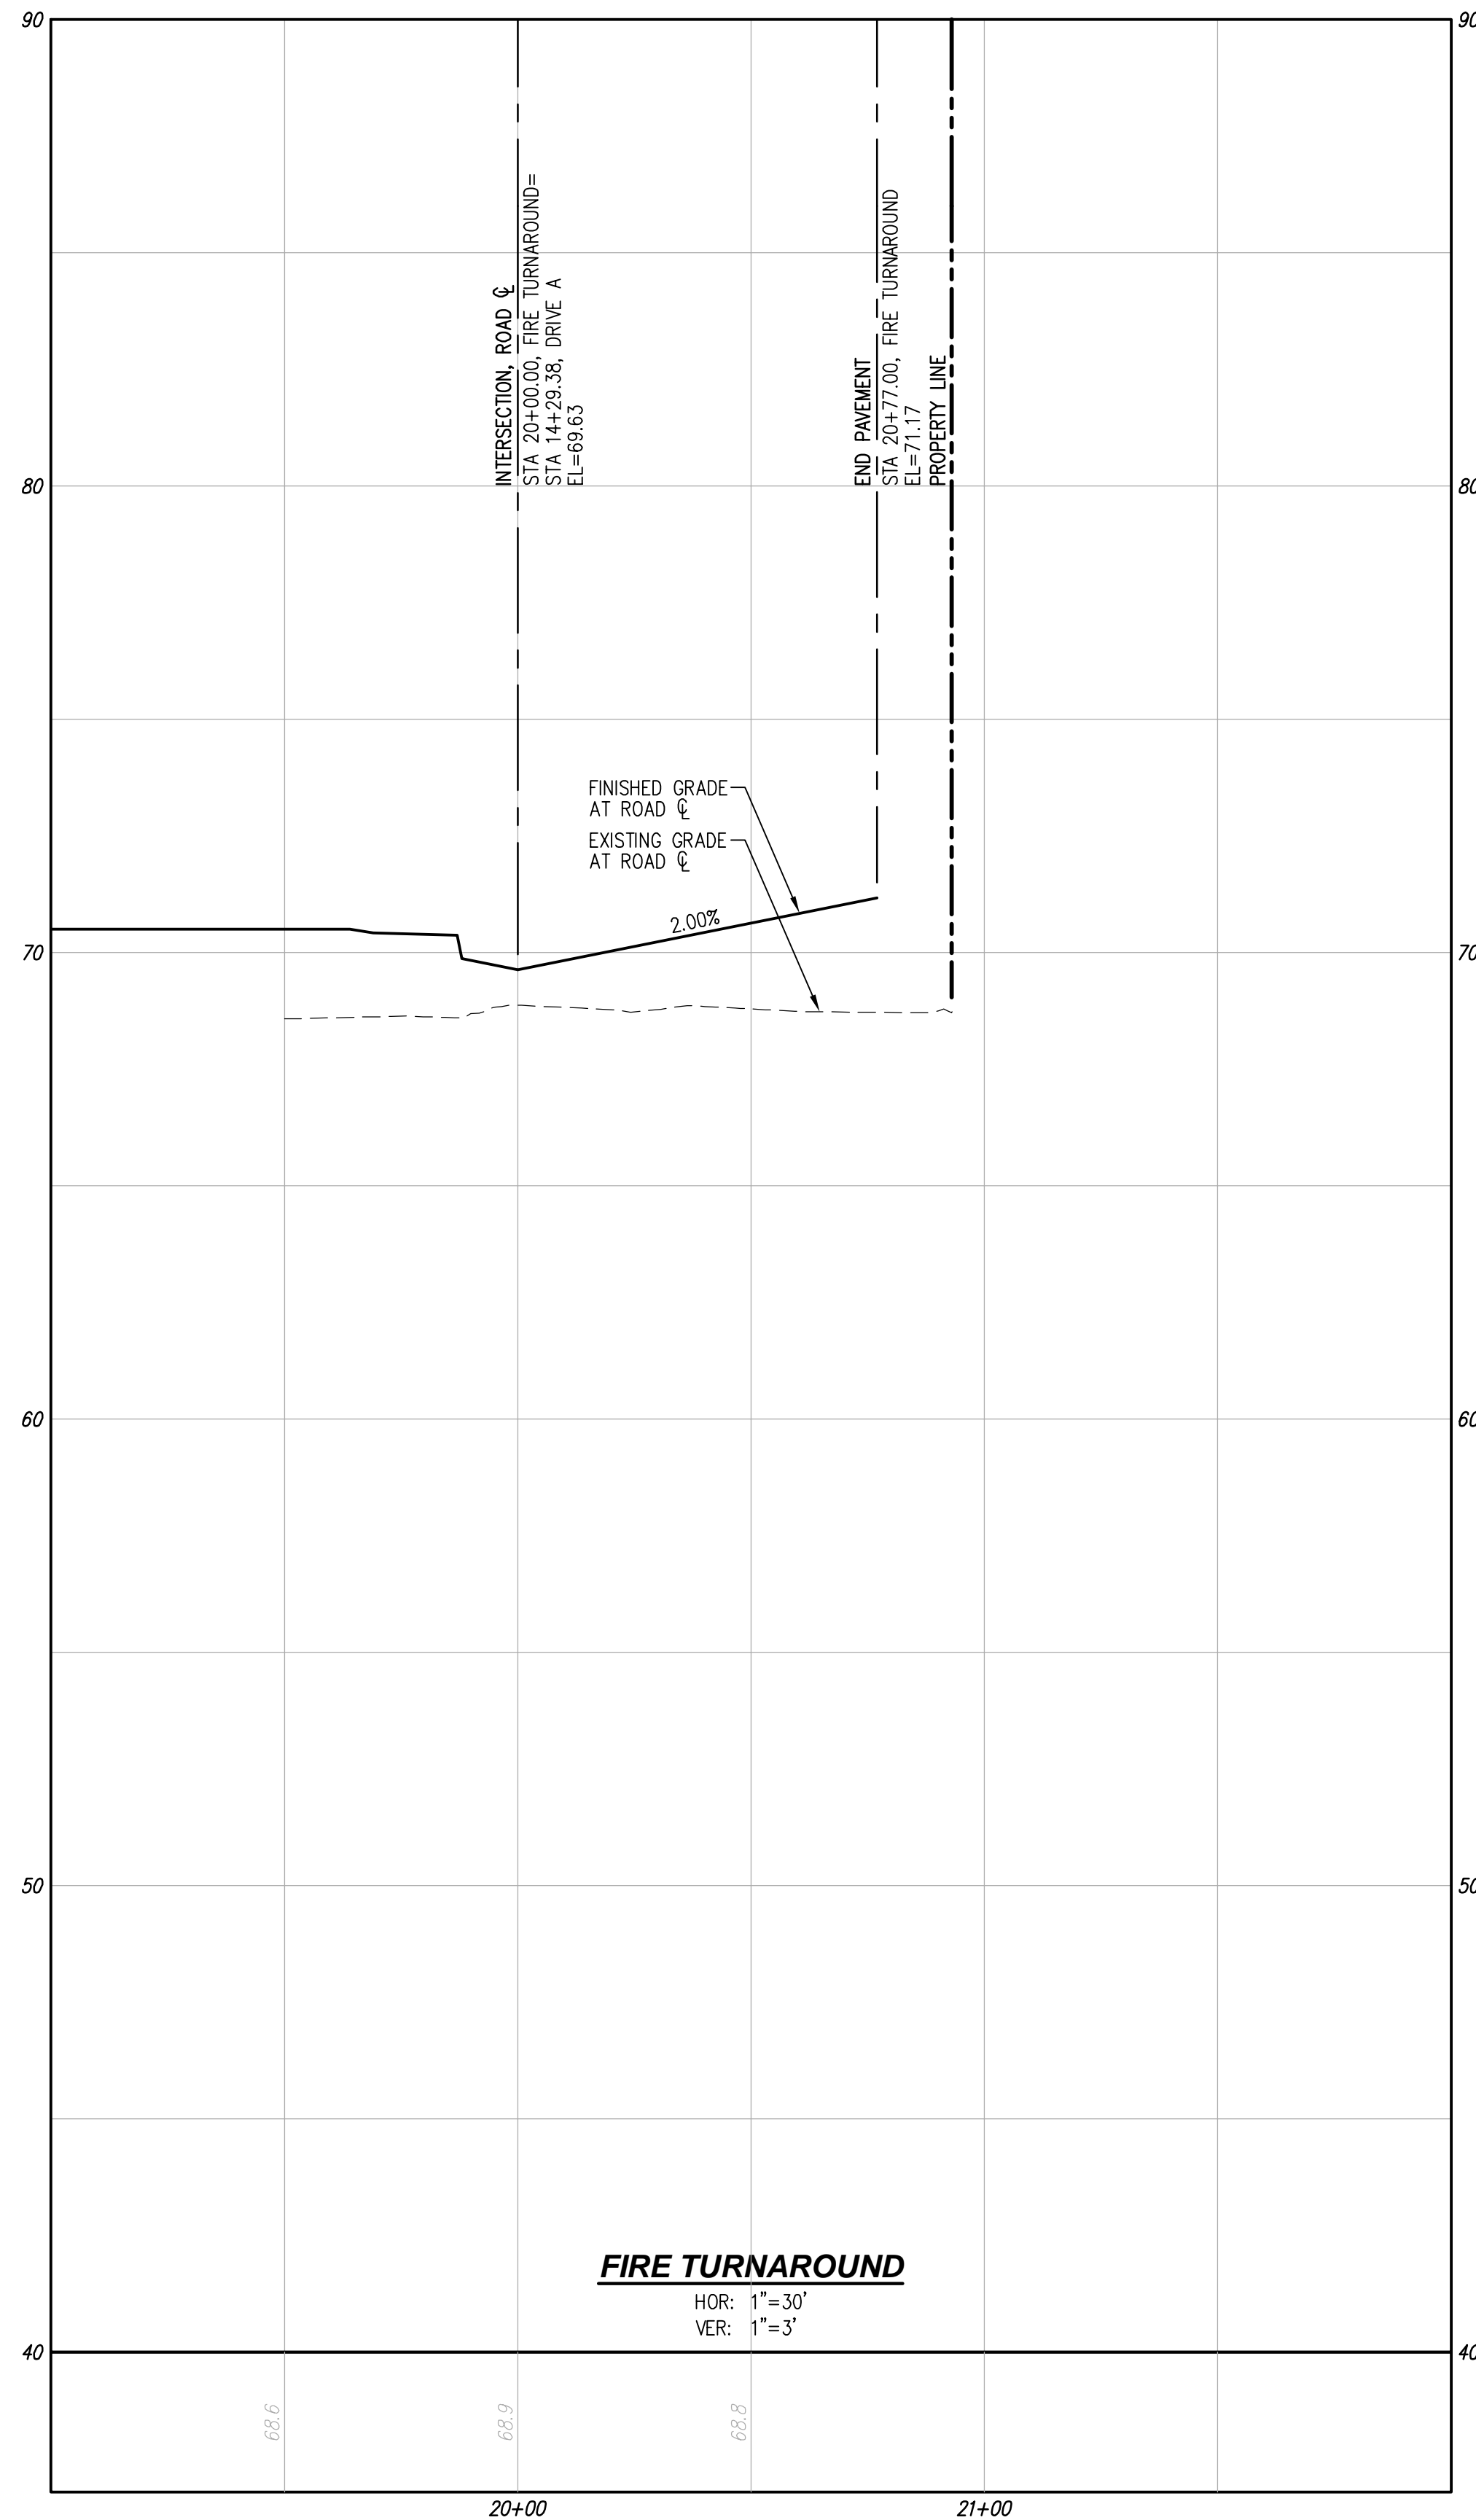 90
90
INTERSECTION, ROAD ℄
STA 20+00.00, FIRE TURNAROUND=
STA 14+29.38, DRIVE A
EL=69.63
END PAVEMENT
STA 20+77.00, FIRE TURNAROUND
EL=71.17
PROPERTY LINE
80
80
FINISHED GRADE
AT ROAD ℄
EXISTING GRADE
AT ROAD ℄
2.00%
70
70
60
60
50
50
FIRE TURNAROUND
HOR: 1"=30'
VER: 1"=3'
40
40
68.6
68.9
68.8
20+00
21+00